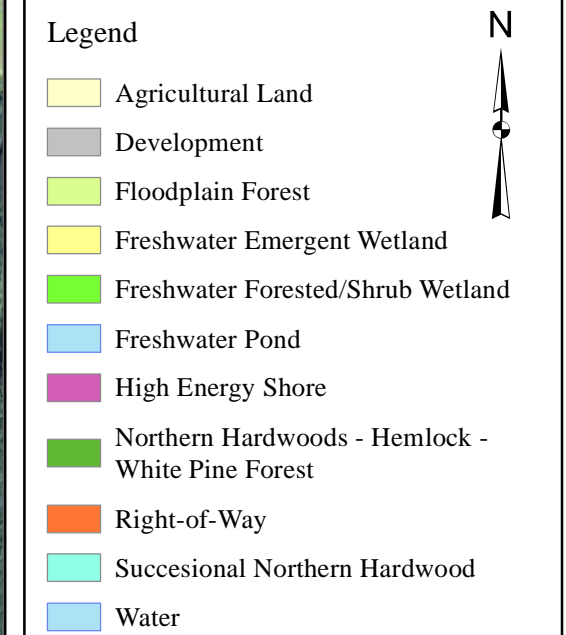 Legend
N
Agricultural Land
Development
Floodplain Forest
Freshwater Emergent Wetland
Freshwater Forested/Shrub Wetland
Freshwater Pond
High Energy Shore
Northern Hardwoods - Hemlock -
White Pine Forest
Right-of-Way
Succesional Northern Hardwood
Water